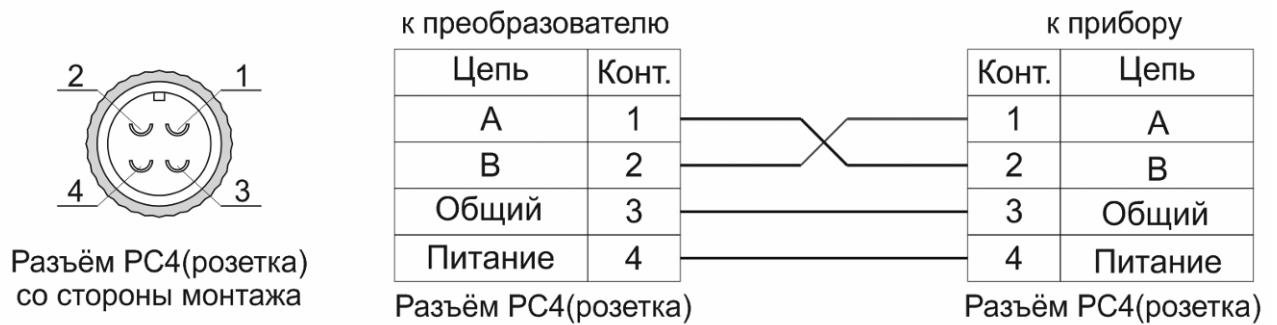 2 1
4 3
Разъём РС4(розетка)
со стороны монтажа
к преобразователю
Цепь Конт.
А 1
В 2
Общий 3
Питание 4
Разъём РС4(розетка)
к прибору
Конт. Цепь
1 А
2 В
3 Общий
4 Питание
Разъём РС4(розетка)